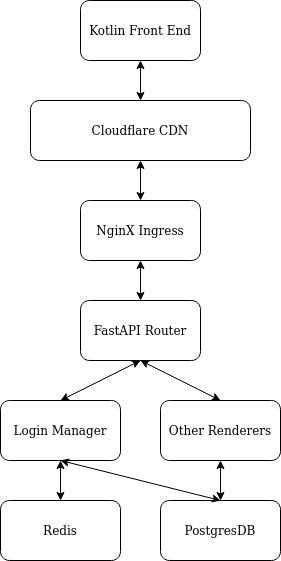 Kotlin Front End
Cloudflare CDN
NginX Ingress
FastAPI Router
Login Manager
Other Renderers
Redis
PostgresDB